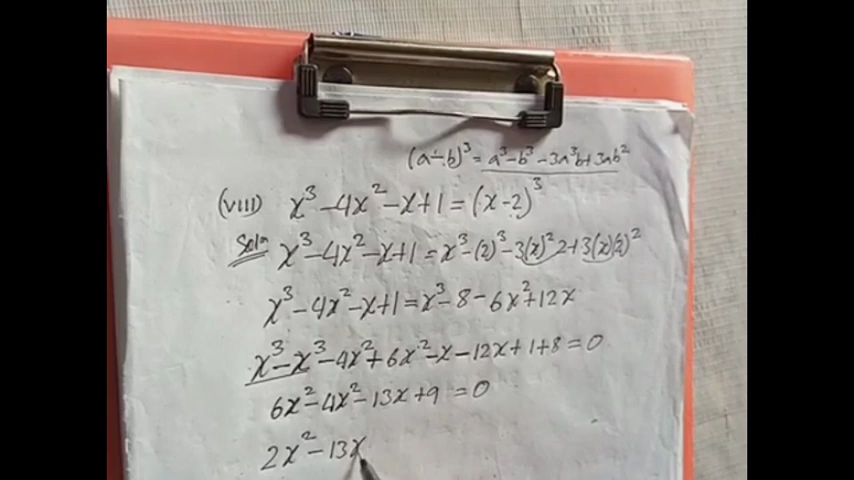 (a-b)³ = a³-b³-3a³b+3ab²
(VIII) x³-4x²-x+1=(x-2)³
Soln x³-4x²-x+1=x³-(2)³-3(x)²2+3(x)(2)²
x³-4x²-x+1=x³-8-6x²+12x
x³-x³-4x²+6x²-x-12x+1+8=0
6x²-4x²-13x+9=0
2x²-13x